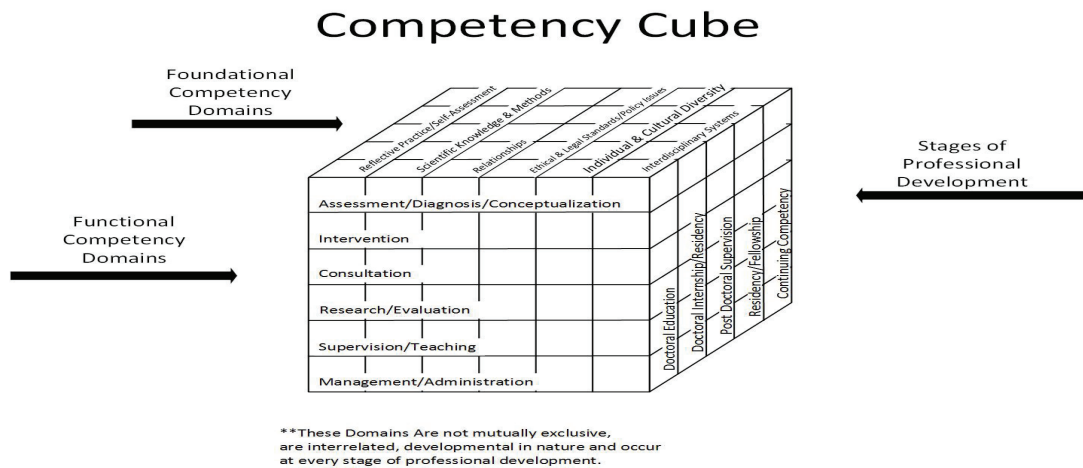 Competency Cube
Foundational
Competency
Domains
Reflective Practice/Self-Assessment
Scientific Knowledge & Methods
Relationships
Ethical & Legal Standards/Policy Issues
Individual & Cultural Diversity
Interdisciplinary Systems
Stages of
Professional
Development
Functional
Competency
Domains
Assessment/Diagnosis/Conceptualization
Intervention
Consultation
Research/Evaluation
Supervision/Teaching
Management/Administration
Doctoral Education
Doctoral Internship/Residency
Post Doctoral Supervision
Residency/Fellowship
Continuing Competency
**These Domains Are not mutually exclusive,
are interrelated, developmental in nature and occur
at every stage of professional development.